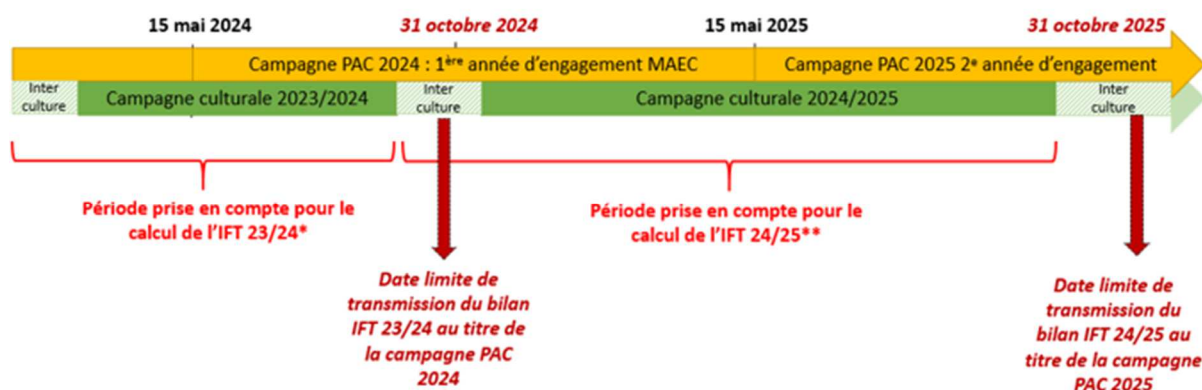 15 mai 2024
31 octobre 2024
15 mai 2025
31 octobre 2025
Campagne PAC 2024 : 1ère année d'engagement MAEC
Campagne PAC 2025 2e année d'engagement
Inter
culture
Campagne culturale 2023/2024
Inter
culture
Campagne culturale 2024/2025
Inter
culture
Période prise en compte pour le
calcul de l'IFT 23/24*
Période prise en compte pour le
calcul de l'IFT 24/25**
Date limite de
transmission du bilan
IFT 23/24 au titre de
la campagne PAC
2024
Date limite de
transmission du
bilan IFT 24/25 au
titre de la campagne
PAC 2025